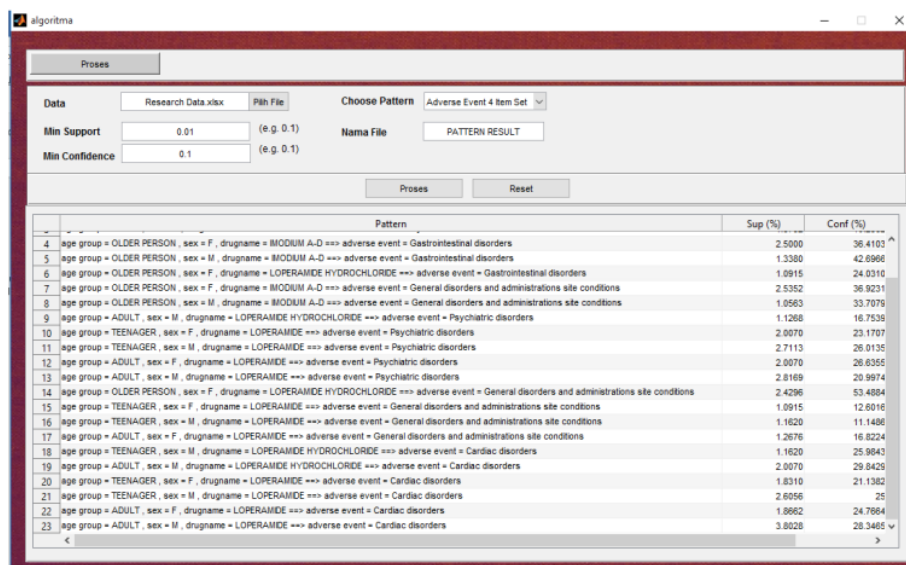 algoritma
Proses
Data Research Data.xlsx Pilih File Choose Pattern Adverse Event 4 Item Set
Min Support 0.01 (e.g. 0.1) Nama File PATTERN RESULT
Min Confidence 0.1 (e.g. 0.1)
Proses Reset
Pattern Sup (%) Conf (%)
4 age group = OLDER PERSON , sex = F , drugname = IMODIUM A-D ==> adverse event = Gastrointestinal disorders 2.5000 36.4103
5 age group = OLDER PERSON , sex = M , drugname = IMODIUM A-D ==> adverse event = Gastrointestinal disorders 1.3380 42.6966
6 age group = OLDER PERSON , sex = F , drugname = LOPERAMIDE HYDROCHLORIDE ==> adverse event = Gastrointestinal disorders 1.0915 24.0310
7 age group = OLDER PERSON , sex = F , drugname = IMODIUM A-D ==> adverse event = General disorders and administrations site conditions 2.5352 36.9231
8 age group = OLDER PERSON , sex = M , drugname = IMODIUM A-D ==> adverse event = General disorders and administrations site conditions 1.0563 33.7079
9 age group = ADULT , sex = M , drugname = LOPERAMIDE HYDROCHLORIDE ==> adverse event = Psychiatric disorders 1.1268 16.7539
10 age group = TEENAGER , sex = F , drugname = LOPERAMIDE ==> adverse event = Psychiatric disorders 2.0070 23.1707
11 age group = TEENAGER , sex = M , drugname = LOPERAMIDE ==> adverse event = Psychiatric disorders 2.7113 26.0135
12 age group = ADULT , sex = F , drugname = LOPERAMIDE ==> adverse event = Psychiatric disorders 2.0070 26.6355
13 age group = ADULT , sex = M , drugname = LOPERAMIDE ==> adverse event = Psychiatric disorders 2.8169 20.9974
14 age group = OLDER PERSON , sex = F , drugname = LOPERAMIDE HYDROCHLORIDE ==> adverse event = General disorders and administrations site conditions 2.4296 53.4884
15 age group = TEENAGER , sex = F , drugname = LOPERAMIDE ==> adverse event = General disorders and administrations site conditions 1.0915 12.6016
16 age group = TEENAGER , sex = M , drugname = LOPERAMIDE ==> adverse event = General disorders and administrations site conditions 1.1620 11.1486
17 age group = ADULT , sex = F , drugname = LOPERAMIDE ==> adverse event = General disorders and administrations site conditions 1.2676 16.8224
18 age group = TEENAGER , sex = M , drugname = LOPERAMIDE HYDROCHLORIDE ==> adverse event = Cardiac disorders 1.1620 25.9843
19 age group = ADULT , sex = M , drugname = LOPERAMIDE HYDROCHLORIDE ==> adverse event = Cardiac disorders 2.0070 29.8429
20 age group = TEENAGER , sex = F , drugname = LOPERAMIDE ==> adverse event = Cardiac disorders 1.8310 21.1382
21 age group = TEENAGER , sex = M , drugname = LOPERAMIDE ==> adverse event = Cardiac disorders 2.6056 25
22 age group = ADULT , sex = F , drugname = LOPERAMIDE ==> adverse event = Cardiac disorders 1.8662 24.7664
23 age group = ADULT , sex = M , drugname = LOPERAMIDE ==> adverse event = Cardiac disorders 3.8028 28.3465